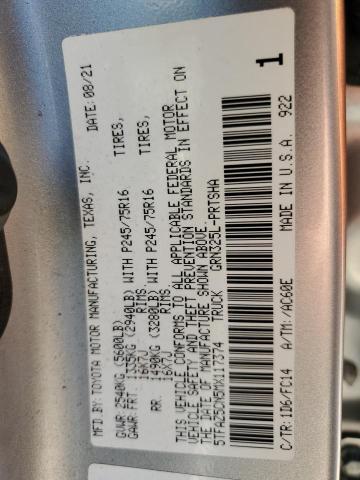 MFD.BY: TOYOTA MOTOR MANUFACTURING, TEXAS, INC. DATE: 08/21
GVWR 2540KG (5600LB)
GAWR: FRT. 1335KG (2940LB) WITH P245/75R16 TIRES,
16X7J RIMS.
RR. 1490KG (3280LB) WITH P245/75R16 TIRES,
16X7J RIMS.
THIS VEHICLE CONFORMS TO ALL APPLICABLE FEDERAL MOTOR
VEHICLE SAFETY AND THEFT PREVENTION STANDARDS IN EFFECT ON
THE DATE OF MANUFACTURE SHOWN ABOVE.
TRUCK GRN325L-PRTSHA
C/TR: 1D6/FC14 A/TM: /AC60E MADE IN U.S.A. 922
1